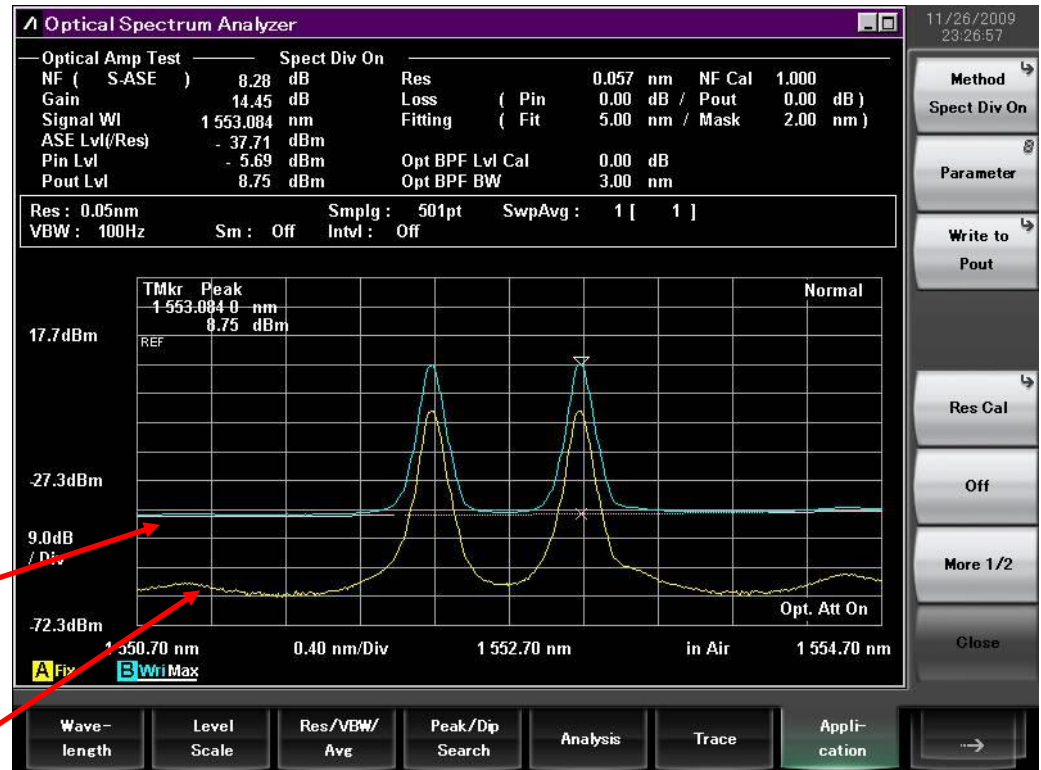 Optical Spectrum Analyzer
11/26/2009
23:26:57
Optical Amp Test Spect Div On
NF ( S-ASE ) 8.28 dB Res 0.057 nm NF Cal 1.000
Gain 14.45 dB Loss ( Pin 0.00 dB / Pout 0.00 dB )
Signal Wl 1 553.084 nm Fitting ( Fit 5.00 nm / Mask 2.00 nm )
ASE Lvl(/Res) - 37.71 dBm
Pin Lvl - 5.69 dBm Opt BPF Lvl Cal 0.00 dB
Pout Lvl 8.75 dBm Opt BPF BW 3.00 nm
Res : 0.05nm Smplg : 501pt SwpAvg : 1 [ 1 ]
VBW : 100Hz Sm : Off Intvl : Off
TMkr Peak Normal
1 553.084 0 nm
8.75 dBm
17.7dBm
REF
-27.3dBm
9.0dB
/ Div
Opt. Att On
-72.3dBm
1 550.70 nm 0.40 nm/Div 1 552.70 nm in Air 1 554.70 nm
A Fix B Wri Max
Method
Spect Div On
Parameter
Write to
Pout
Res Cal
Off
More 1/2
Close
Wave-
length
Level
Scale
Res/VBW/
Avg
Peak/Dip
Search
Analysis
Trace
Appli-
cation